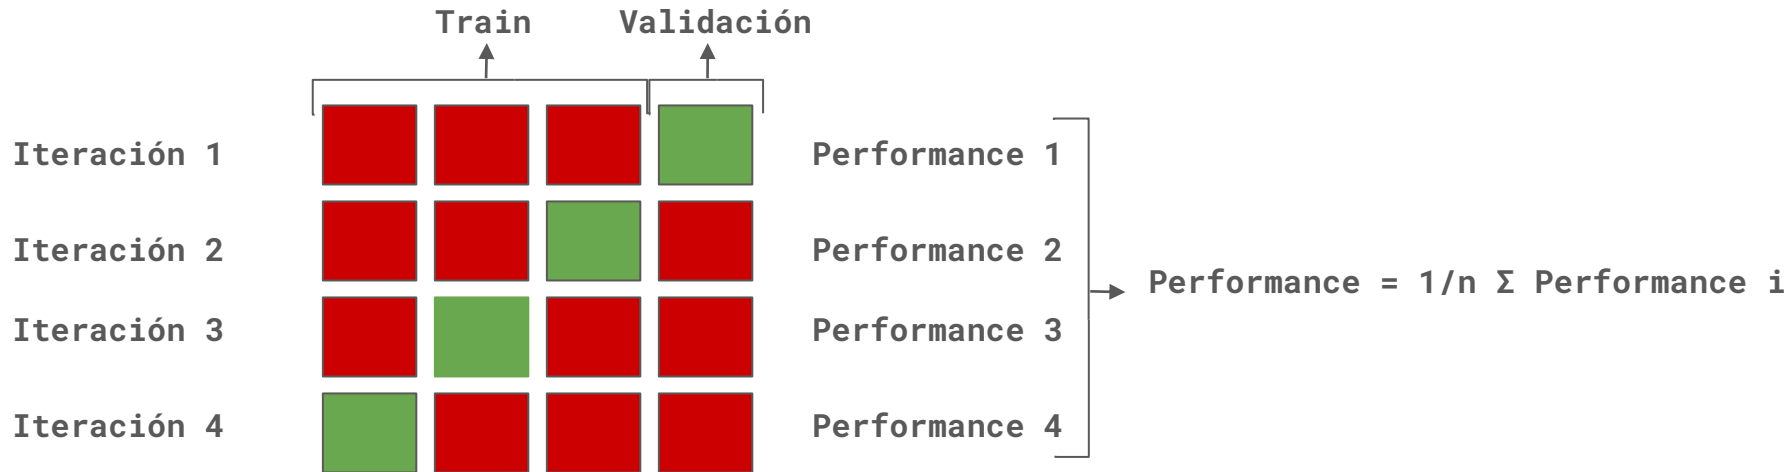 Train Validación
Iteración 1 Performance 1
Iteración 2 Performance 2
Performance = 1/n Σ Performance i
Iteración 3 Performance 3
Iteración 4 Performance 4